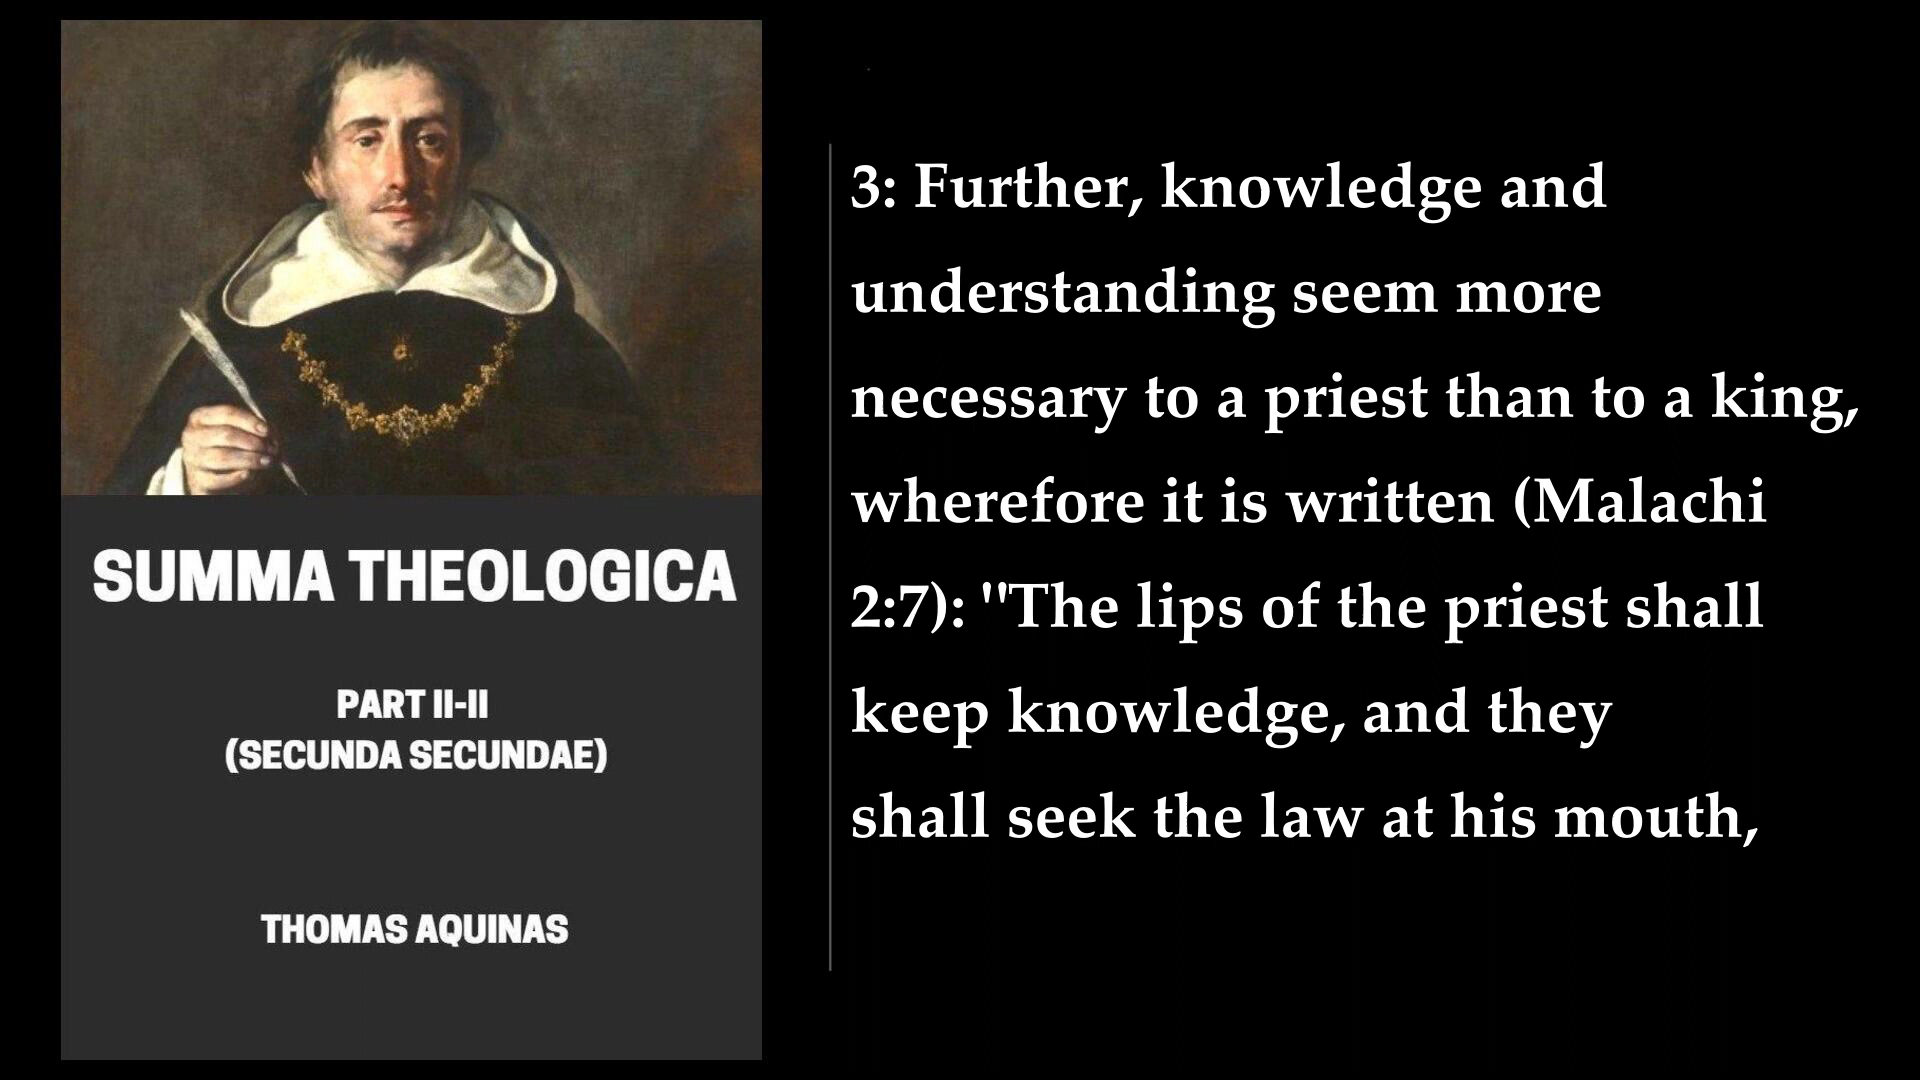 SUMMA THEOLOGICA
PART II-II
(SECUNDA SECUNDAE)
THOMAS AQUINAS
3: Further, knowledge and
understanding seem more
necessary to a priest than to a king,
wherefore it is written (Malachi
2:7): "The lips of the priest shall
keep knowledge, and they
shall seek the law at his mouth,